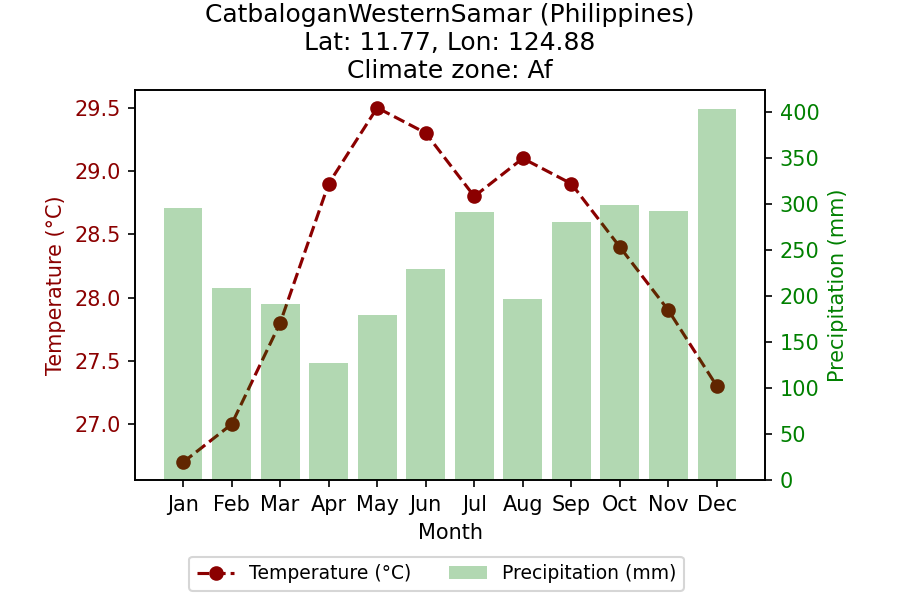 CatbaloganWesternSamar (Philippines)
Lat: 11.77, Lon: 124.88
Climate zone: Af
29.5
29.0
28.5
28.0
27.5
27.0
Temperature (°C)
400
350
300
250
200
150
100
50
0
Precipitation (mm)
Jan Feb Mar Apr May Jun Jul Aug Sep Oct Nov Dec
Month
Temperature (°C) Precipitation (mm)